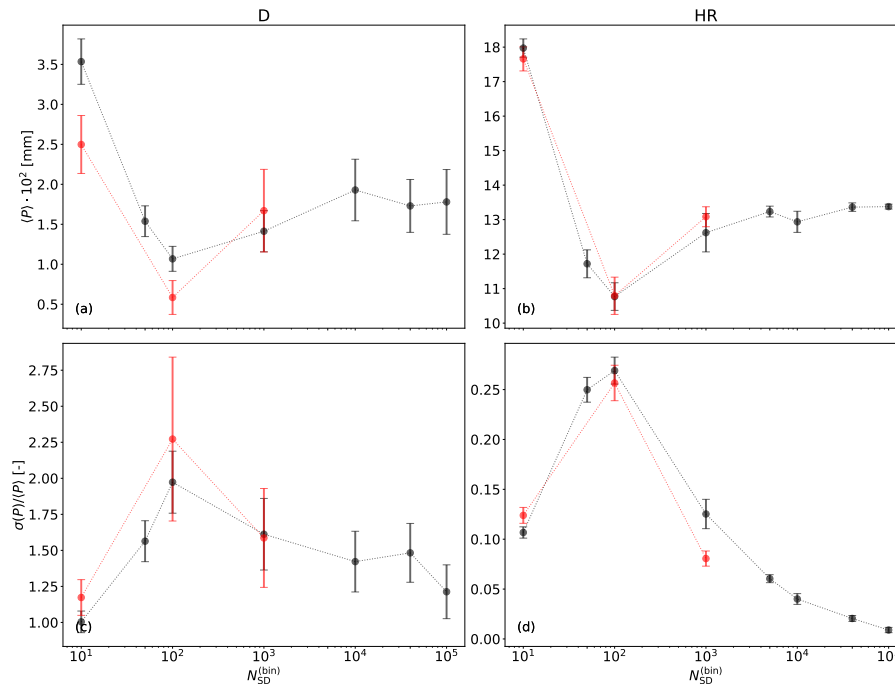 D
HR
⟨P⟩ · 10² [mm]
3.5
3.0
2.5
2.0
1.5
1.0
0.5
(a)
18
17
16
15
14
13
12
11
10
(b)
σ(P)/⟨P⟩ [-]
2.75
2.50
2.25
2.00
1.75
1.50
1.25
1.00
(c)
10¹ 10² 10³ 10⁴ 10⁵
N_SD^(bin)
0.25
0.20
0.15
0.10
0.05
0.00
(d)
10¹ 10² 10³ 10⁴ 10
N_SD^(bin)